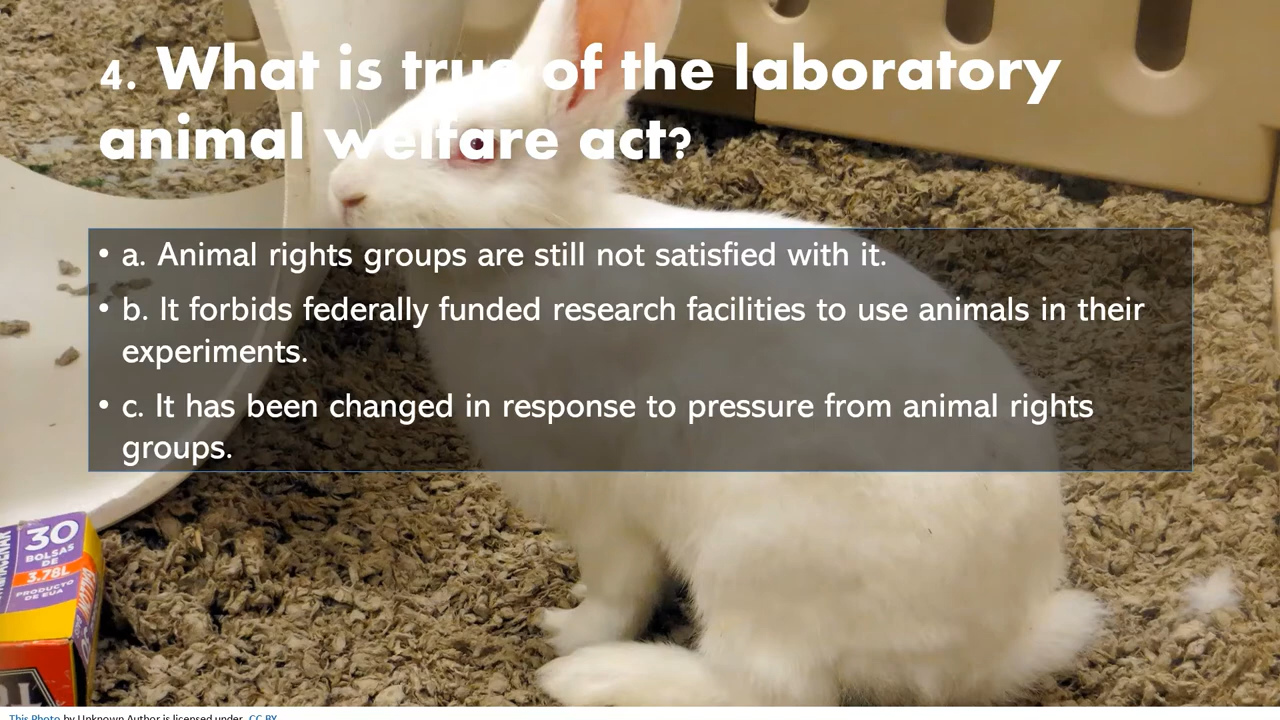 4. What is true of the laboratory
animal welfare act?
• a. Animal rights groups are still not satisfied with it.
• b. It forbids federally funded research facilities to use animals in their
experiments.
• c. It has been changed in response to pressure from animal rights
groups.
30
BOLSAS
DE
3.78L
PRODUCTO
DE EUA
This Photo by Unknown Author is licensed under CC BY